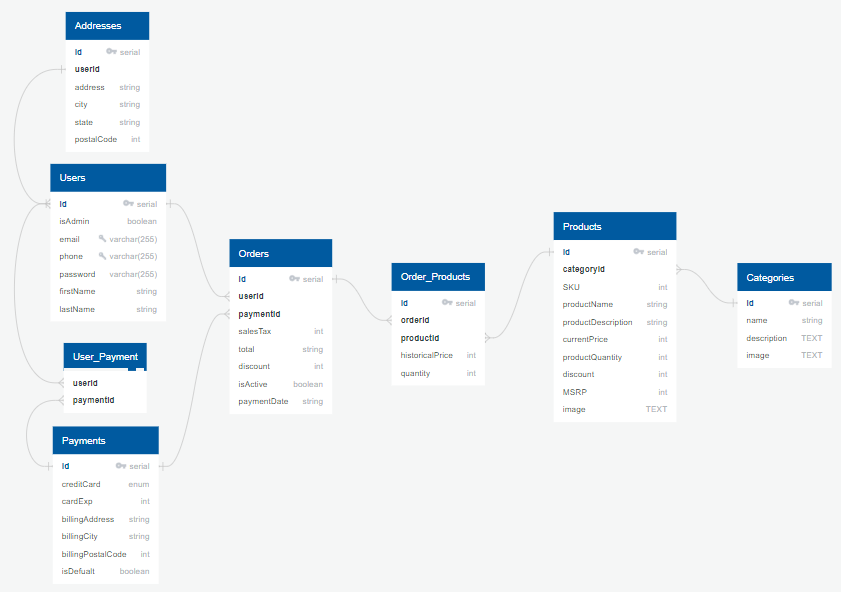 Addresses
id serial
userId
address string
city string
state string
postalCode int
Users
id serial
isAdmin boolean
email varchar(255)
phone varchar(255)
password varchar(255)
firstName string
lastName string
User_Payment
userId
paymentId
Payments
id serial
creditCard enum
cardExp int
billingAddress string
billingCity string
billingPostalCode int
isDefualt boolean
Orders
id serial
userId
paymentId
salesTax int
total string
discount int
isActive boolean
paymentDate string
Order_Products
id serial
orderId
productId
historicalPrice int
quantity int
Products
id serial
categoryId
SKU int
productName string
productDescription string
currentPrice int
productQuantity int
discount int
MSRP int
image TEXT
Categories
id serial
name string
description TEXT
image TEXT